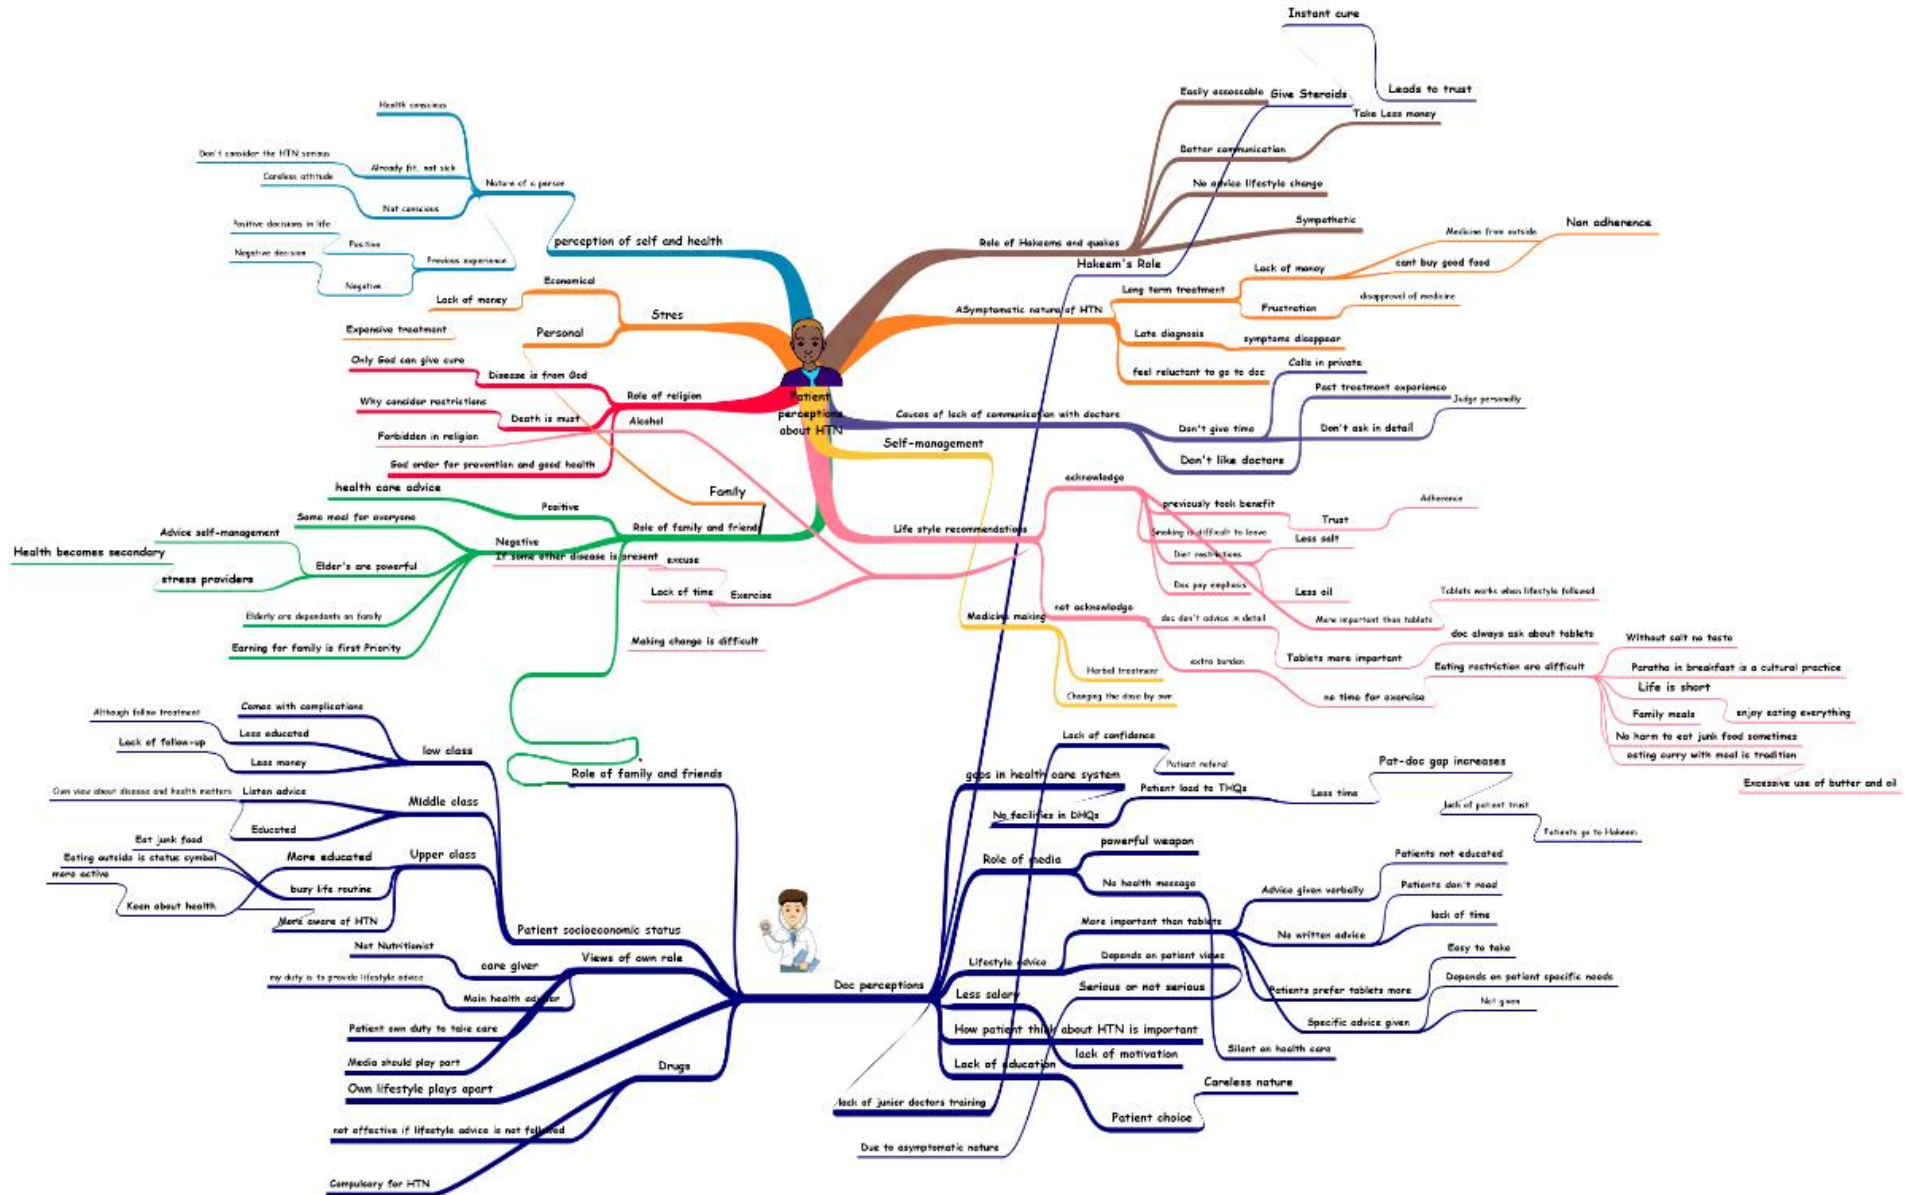 Instant cure
Leads to trust
Easily assessable
Give Steroids
Take Less money
Better communication
No advice lifestyle change
Sympathetic
Role of Hakeems and quakes
Hakeem's Role
Health conscious
Don't consider the HTN serious
Already fit, not sick
Careless attitude
Nature of a person
Not conscious
Positive decisions in life
Positive
Negative decision
Previous experience
Negative
perception of self and health
Economical
Lack of money
Stres
Personal
Expensive treatment
Only God can give cure
Disease is from God
Why consider restrictions
Role of religion
Death is must
Alcohol
Forbidden in religion
God order for prevention and good health
Patient
perceptions
about HTN
Non adherence
Medicine from outside
Lack of money
cant buy good food
Long term treatment
disapproval of medicine
Frustration
ASymptomatic nature of HTN
Late diagnosis
symptoms disappear
feel reluctant to go to doc
Calls in private
Past treatment experience
Judge personally
Causes of lack of communication with doctors
Don't give time
Don't ask in detail
Don't like doctors
Self-management
health care advice
Family
Positive
Same meal for everyone
Role of family and friends
Advice self-management
Negative
If some other disease is present
Health becomes secondary
Elder's are powerful
stress providers
excuse
Lack of time
Exercise
Elderly are dependants on family
Earning for family is first Priority
Making change is difficult
Life style recommendations
acknowledge
previously took benefit
Adherence
Trust
Smoking is difficult to leave
Less salt
Diet restrictions
Doc pay emphasis
Less oil
Tablets works when lifestyle followed
More important than tablets
not acknowledge
doc don't advice in detail
doc always ask about tablets
Tablets more important
Medicine making
Herbal treatment
Changing the dose by own
extra burden
no time for exercise
Eating restriction are difficult
Without salt no taste
Paratha in breakfast is a cultural practice
Life is short
Family meals
enjoy eating everything
No harm to eat junk food sometimes
eating curry with meal is tradition
Excessive use of butter and oil
Comes with complications
Although follow treatment
Less educated
Lack of follow-up
low class
Less money
Own view about disease and health matters
Listen advice
Middle class
Educated
Eat junk food
Eating outside is status symbol
More educated
Upper class
more active
busy life routine
Keen about health
More aware of HTN
Patient socioeconomic status
Role of family and friends
Not Nutritionist
care giver
Views of own role
my duty is to provide lifestyle advice
Main health adviser
Patient own duty to take care
Media should play part
Own lifestyle plays apart
Drugs
not effective if lifestyle advice is not followed
Compulsory for HTN
Doc perceptions
Lack of confidence
Patient referal
gaps in health care system
Patient load to THQs
No facilities in DHQs
Less time
Pat-doc gap increases
lack of patient trust
Patients go to Hakeem
Role of media
powerful weapon
No health message
Silent on health care
Lifestyle advice
More important than tablets
Advice given verbally
Patients not educated
Patients don't read
No written advice
lack of time
Easy to take
Patients prefer tablets more
Depends on patient specific needs
Specific advice given
Not given
Depends on patient views
Serious or not serious
Less salary
How patient think about HTN is important
lack of motivation
Lack of education
Careless nature
Patient choice
lack of junior doctors training
Due to asymptomatic nature